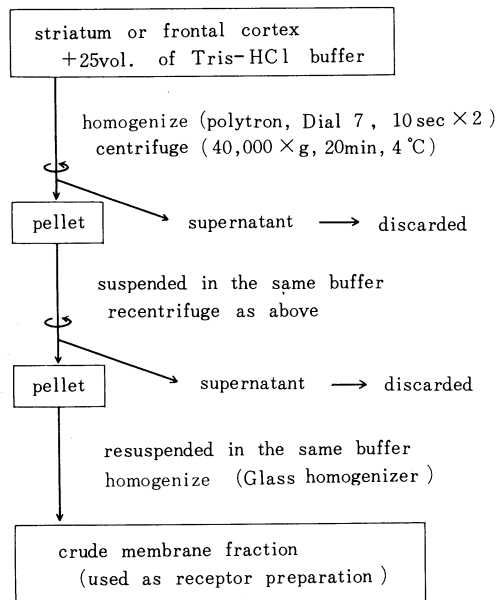 striatum or frontal cortex
+25vol. of Tris-HCl buffer
homogenize (polytron, Dial 7, 10sec ×2)
centrifuge (40,000 ×g, 20min, 4℃)
pellet
supernatant
discarded
suspended in the same buffer
recentrifuge as above
pellet
supernatant
discarded
resuspended in the same buffer
homogenize (Glass homogenizer)
crude membrane fraction
(used as receptor preparation)